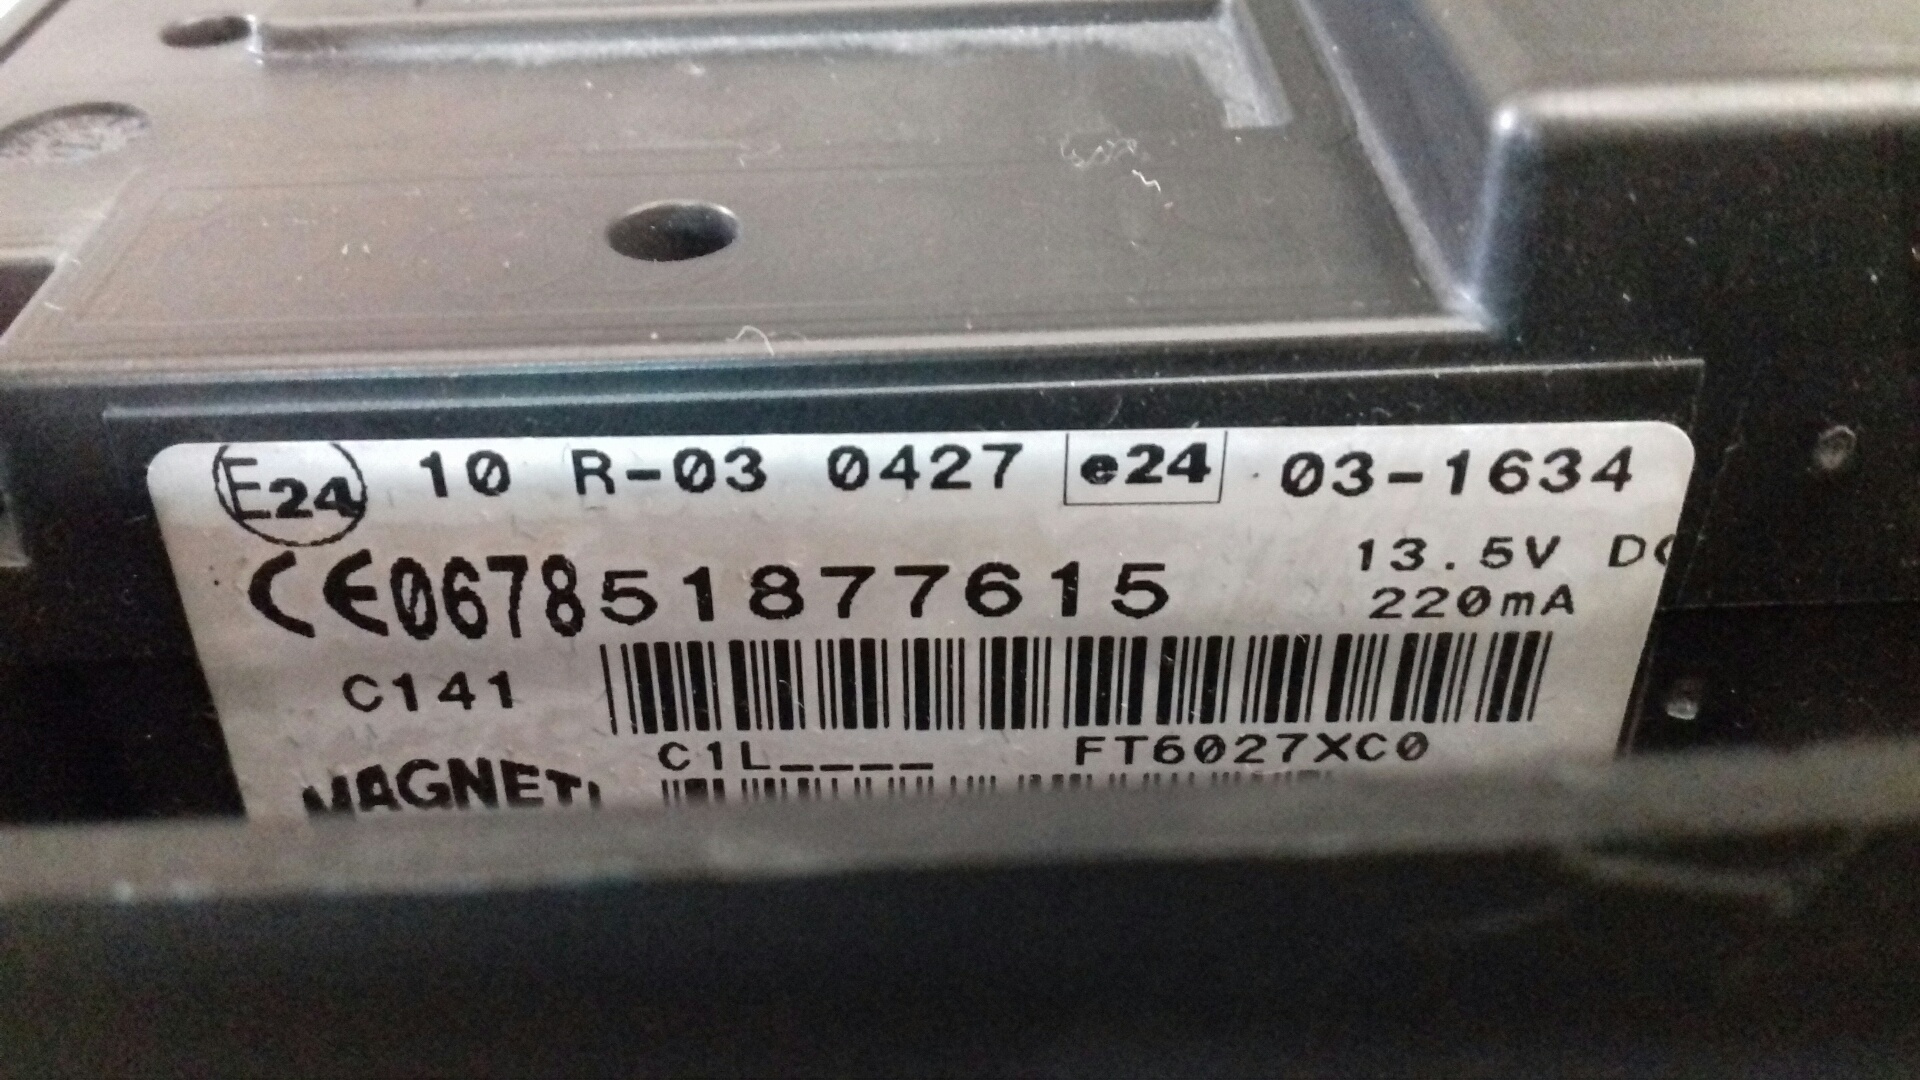 E24 10 R-03 0427 e24 03-1634
CE0678 51877615 13.5V DC
220mA
C141
C1L____ FT6027XC0
MAGNETI